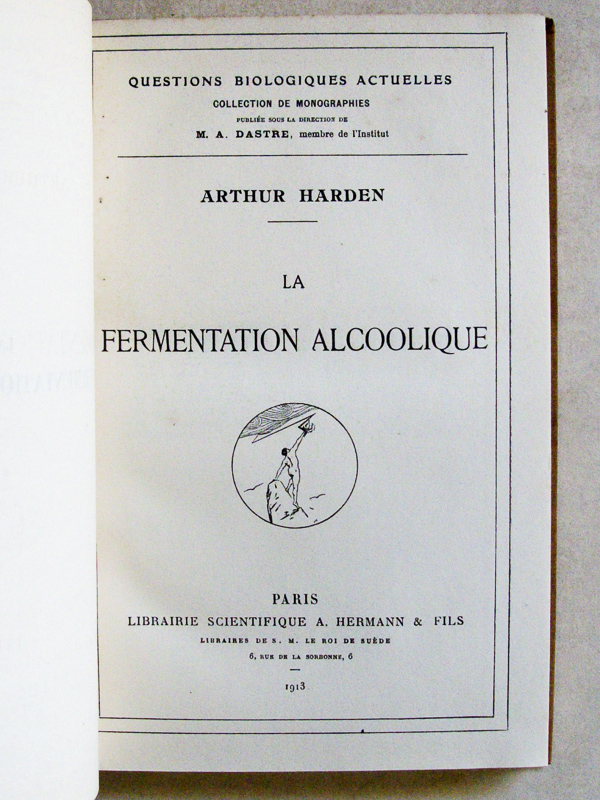 QUESTIONS BIOLOGIQUES ACTUELLES
COLLECTION DE MONOGRAPHIES
PUBLIÉE SOUS LA DIRECTION DE
M. A. DASTRE, membre de l'Institut
ARTHUR HARDEN
LA
FERMENTATION ALCOOLIQUE
PARIS
LIBRAIRIE SCIENTIFIQUE A. HERMANN & FILS
LIBRAIRES DE S. M. LE ROI DE SUÈDE
6, RUE DE LA SORBONNE, 6
1913